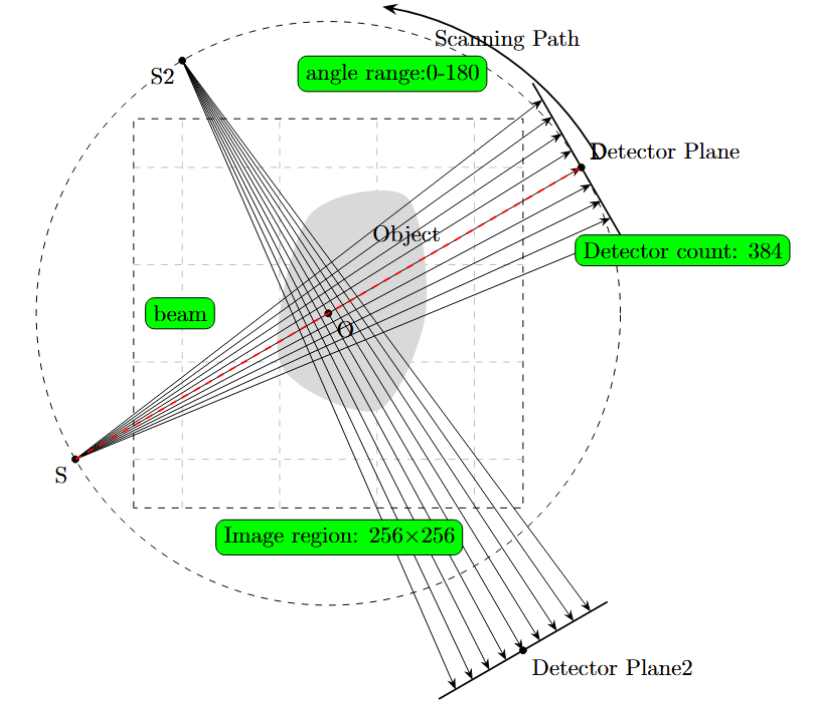 Scanning Path
S2
angle range:0-180
D
Detector Plane
Object
Detector count: 384
beam
O
S
Image region: 256×256
Detector Plane2